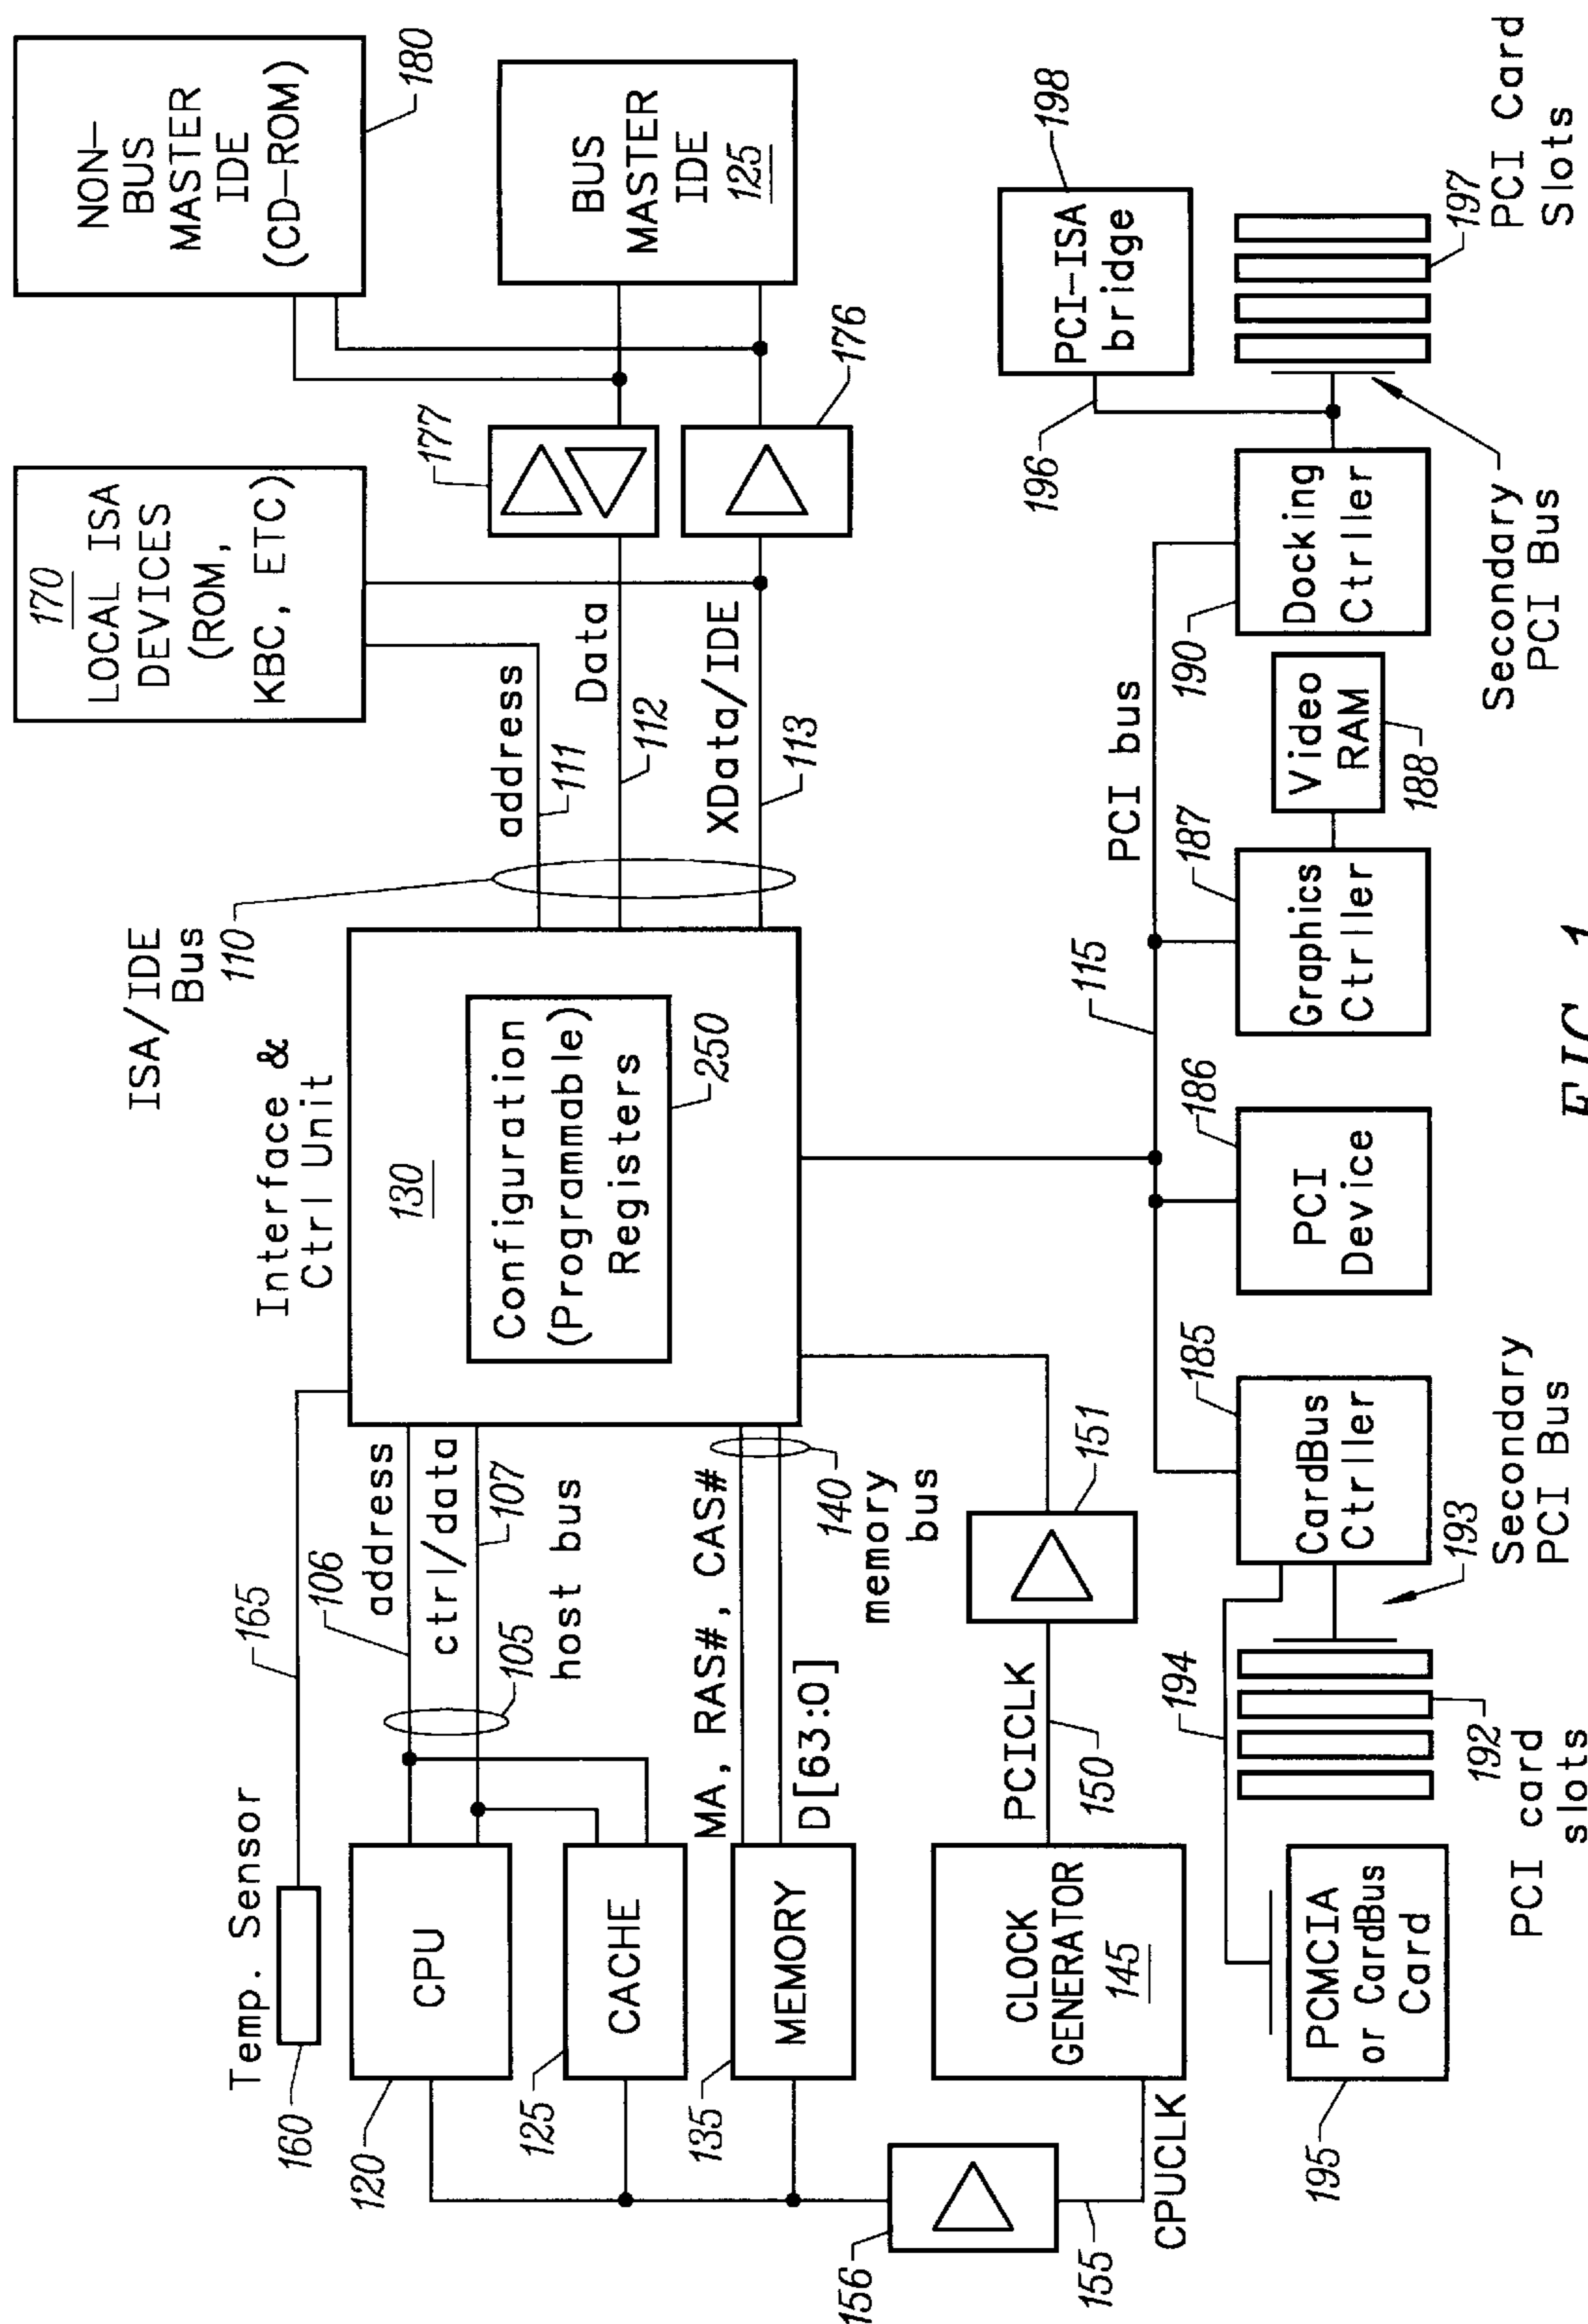 Temp. Sensor
160
165
CPU
120
CACHE
125
MEMORY
135
106
address
ctrl/data
107
105
host bus
MA, RAS#, CAS#
D[63:0]
140
memory
bus
Interface &
Ctrl Unit
130
Configuration
(Programmable)
Registers
250
ISA/IDE
Bus
110
address
111
Data
112
XData/IDE
113
170
LOCAL ISA
DEVICES
(ROM,
KBC, ETC)
177
176
NON-
BUS
MASTER
IDE
(CD-ROM)
180
BUS
MASTER
IDE
125
156
155
CPUCLK
CLOCK
GENERATOR
145
PCICLK
150
151
115
PCI bus
PCMCIA
or CardBus
Card
195
194
192
PCI card
slots
193
Secondary
PCI Bus
185
CardBus
Ctrller
186
PCI
Device
187
Graphics
Ctrller
Video
RAM
188
190
Docking
Ctrller
196
PCI-ISA
bridge
198
197
PCI Card
Slots
Secondary
PCI Bus
FIG. 1